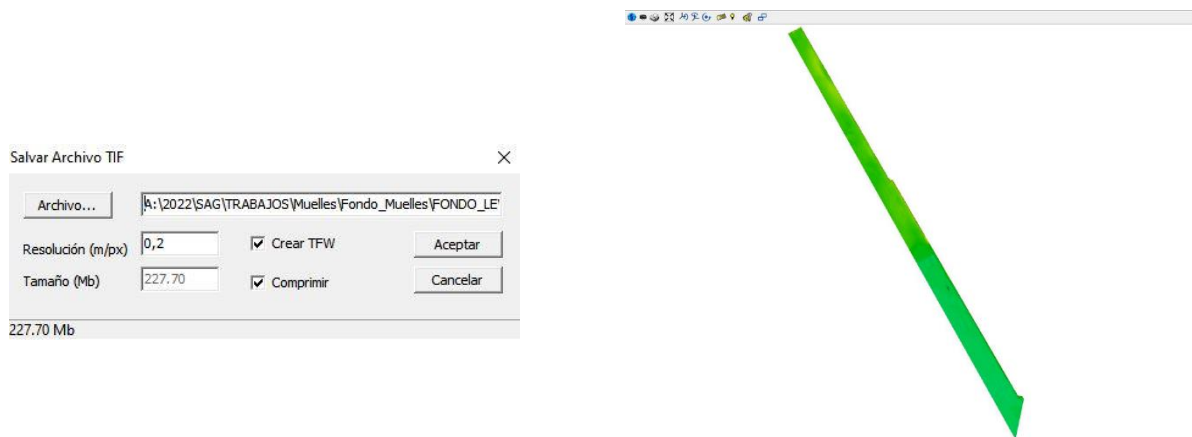 Salvar Archivo TIF
Archivo... A:\2022\SAG\TRABAJOS\Muelles\Fondo_Muelles\FONDO_LE
Resolución (m/px) 0,2 Crear TFW Aceptar
Tamaño (Mb) 227.70 Comprimir Cancelar
227.70 Mb